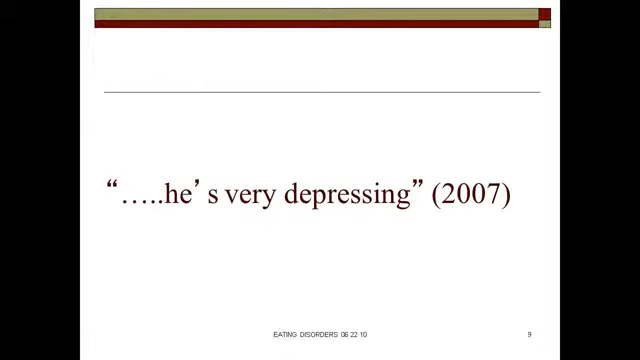 “…..he’s very depressing” (2007)
EATING DISORDERS 06 22 10
9